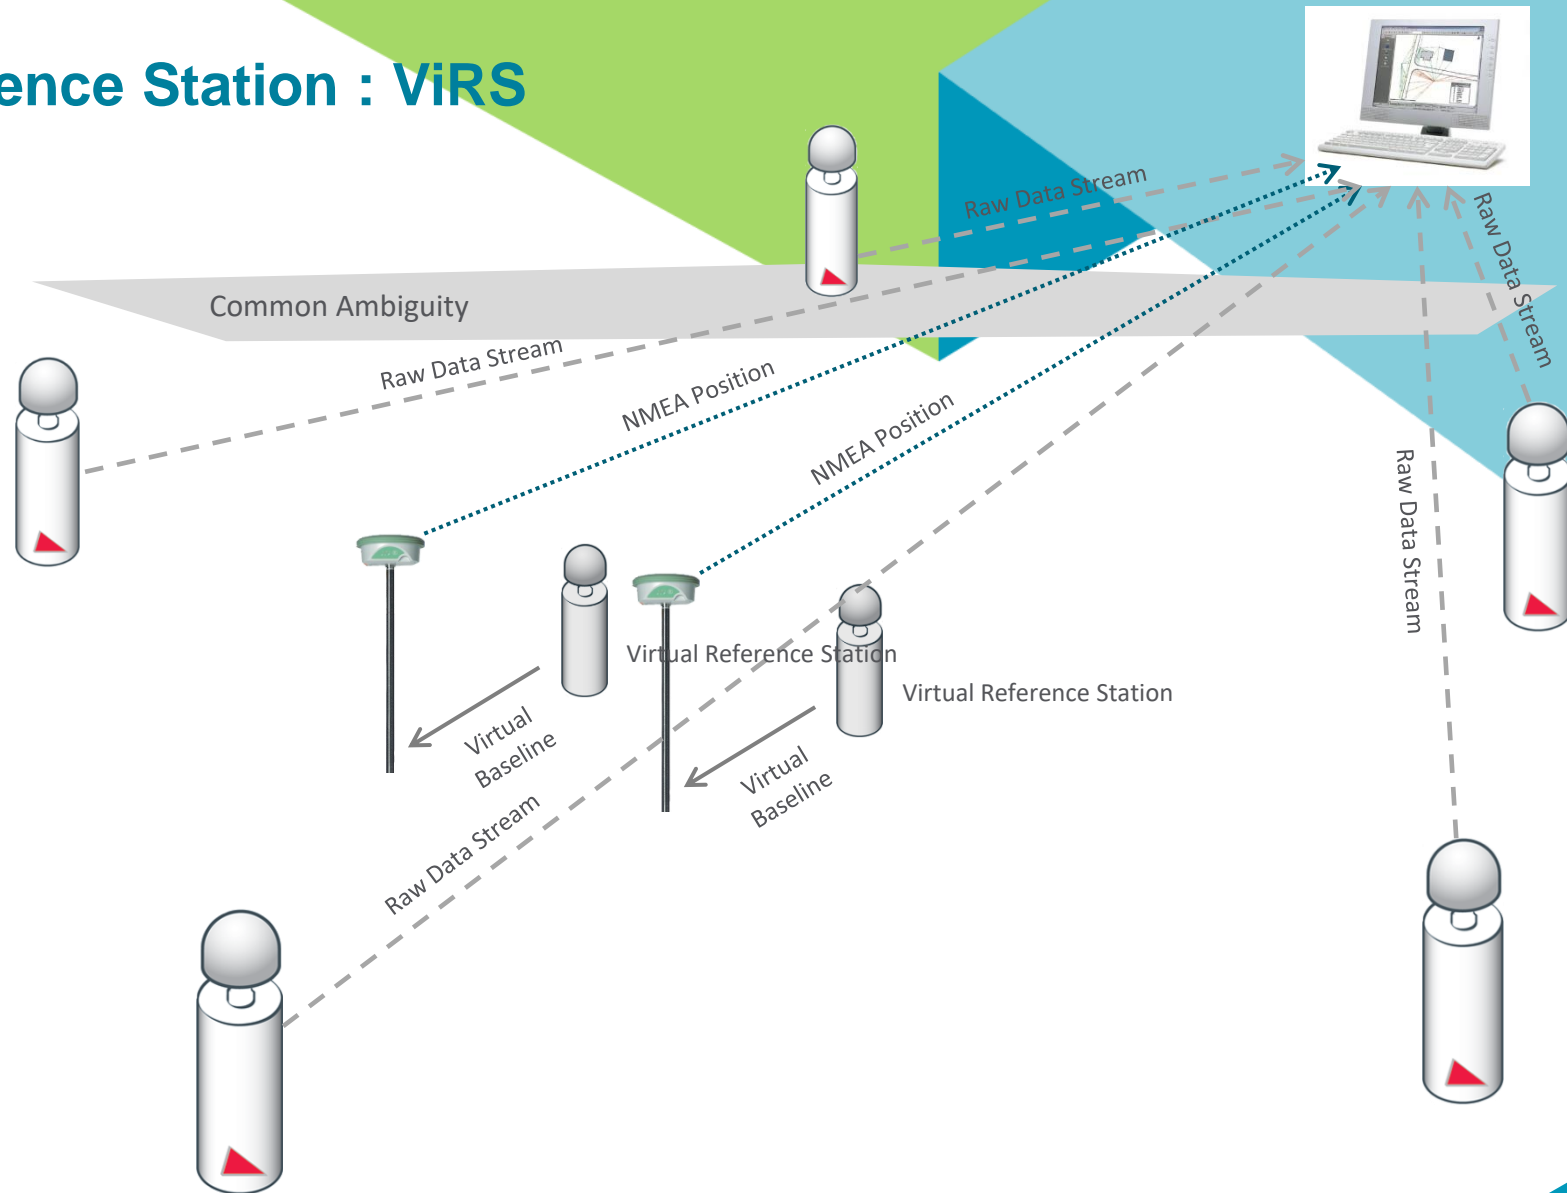 ence Station : ViRS
Raw Data Stream
Raw Data Stream
Common Ambiguity
Raw Data Stream
NMEA Position
NMEA Position
Raw Data Stream
Virtual Reference Station
Virtual Reference Station
Virtual
Baseline
Virtual
Baseline
Raw Data Stream